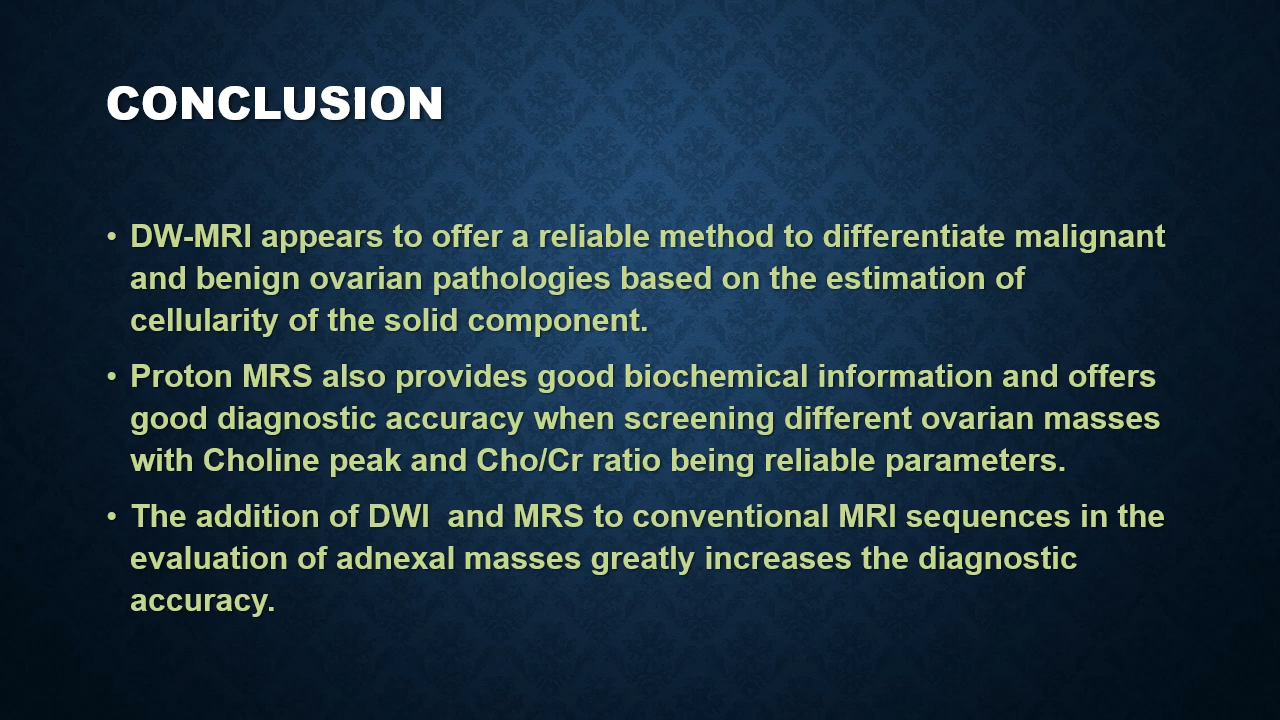 CONCLUSION
• DW-MRI appears to offer a reliable method to differentiate malignant
and benign ovarian pathologies based on the estimation of
cellularity of the solid component.
• Proton MRS also provides good biochemical information and offers
good diagnostic accuracy when screening different ovarian masses
with Choline peak and Cho/Cr ratio being reliable parameters.
• The addition of DWI  and MRS to conventional MRI sequences in the
evaluation of adnexal masses greatly increases the diagnostic
accuracy.